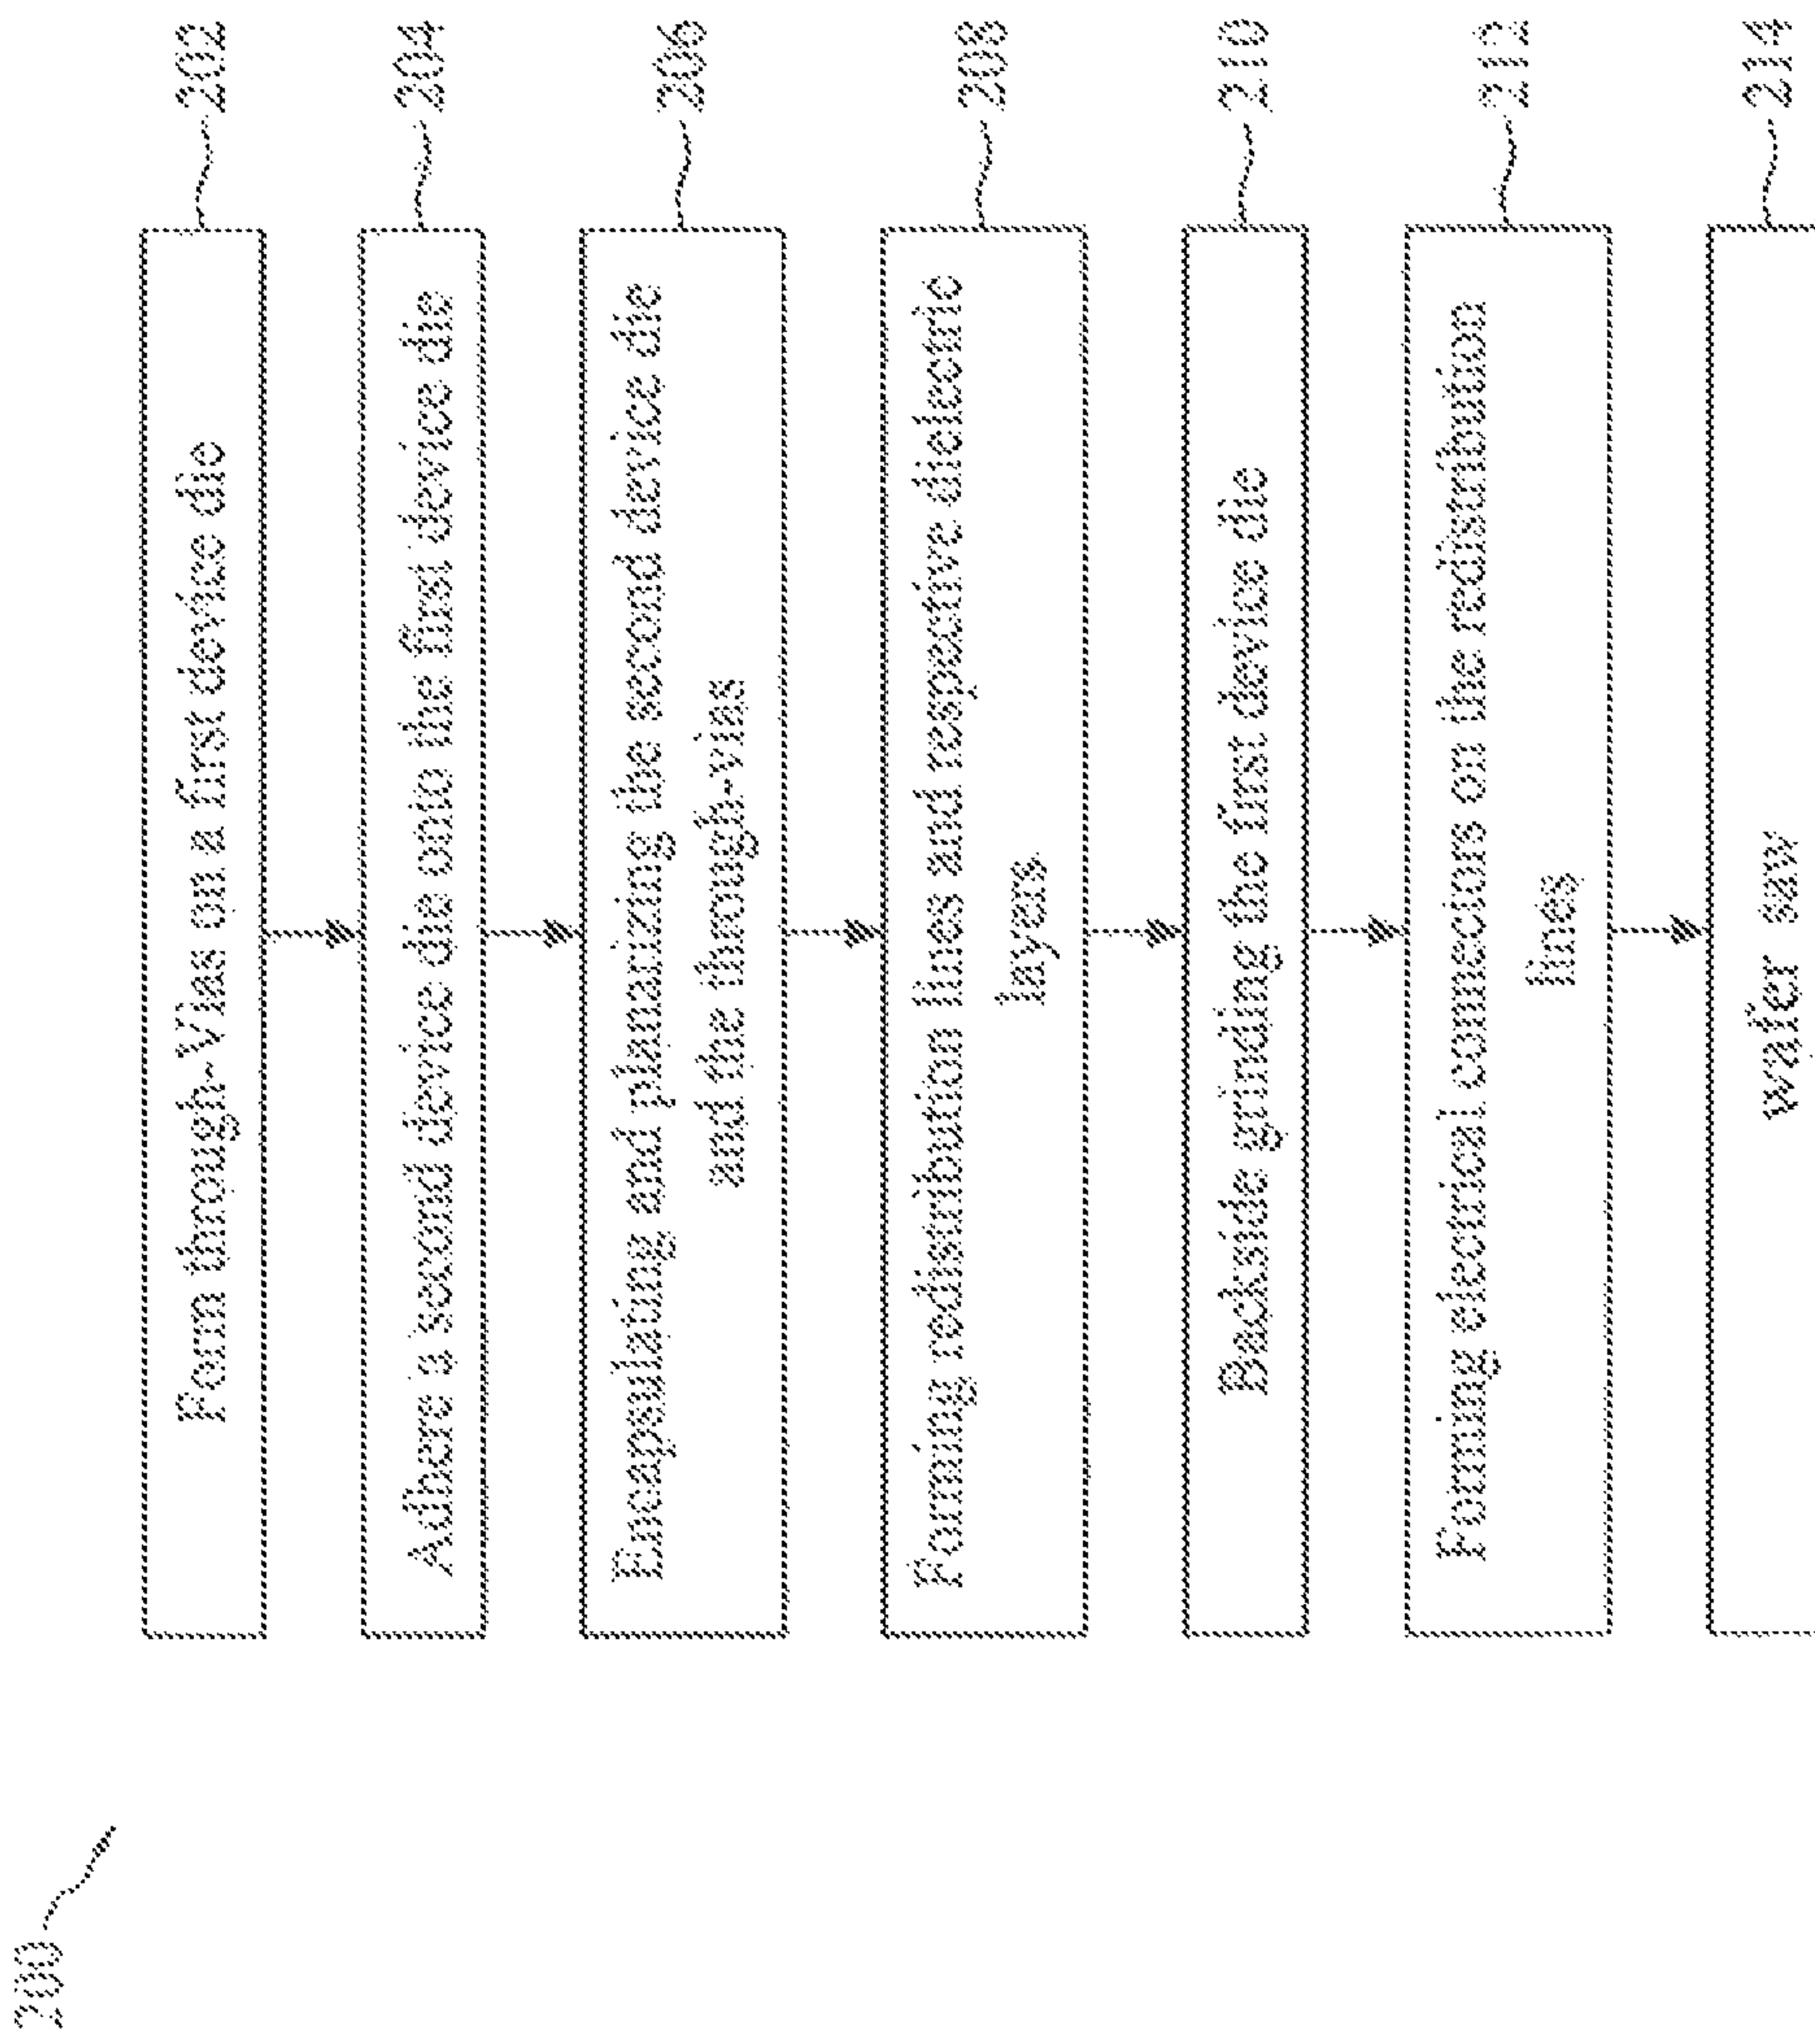 200
Form through-Vias on a first device die
202
Adhere a second device die onto the first device die
204
Encapsulating and planarizing the second device die
and the though-vias
206
Forming redistribution lines and respective dielectric
layers
208
Backside grinding the first device die
210
Forming electrical connectors on the redistribution
lines
212
wafer saw
214